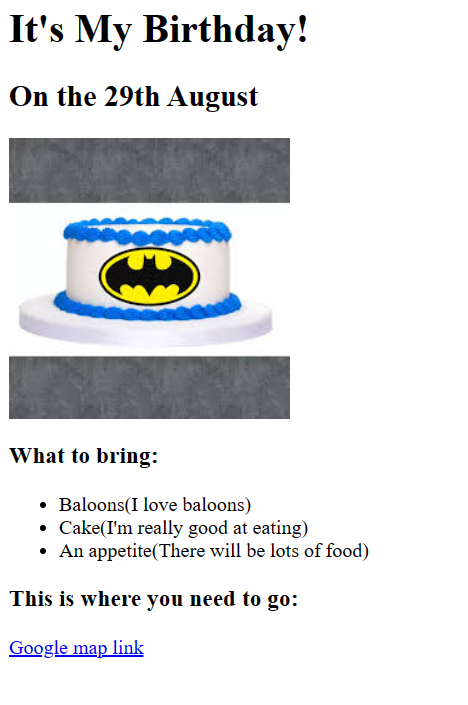 It's My Birthday!
On the 29th August
What to bring:
Baloons(I love baloons)
Cake(I'm really good at eating)
An appetite(There will be lots of food)
This is where you need to go:
Google map link